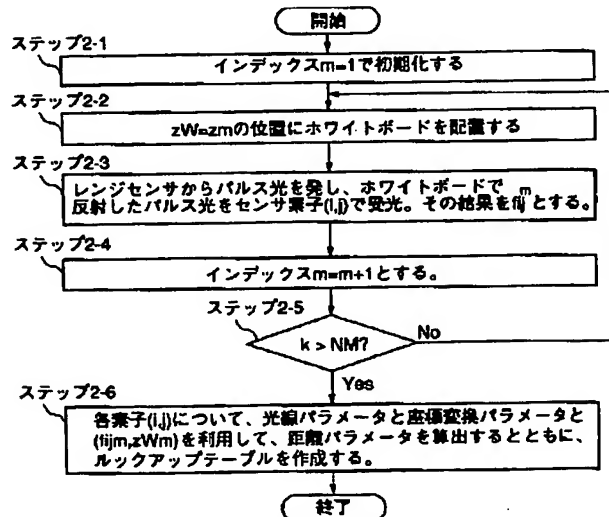 開始
ステップ2-1
インデックスm=1で初期化する
ステップ2-2
zW=zmの位置にホワイトボードを配置する
ステップ2-3
レンジセンサからパルス光を発し、ホワイトボードで
反射したパルス光をセンサ素子(i,j)で受光。その結果をfij^mとする。
ステップ2-4
インデックスm=m+1とする。
ステップ2-5
k > NM?
No
Yes
ステップ2-6
各素子(i,j)について、光線パラメータと座標変換パラメータと
(fijm,zWm)を利用して、距離パラメータを算出するとともに、
ルックアップテーブルを作成する。
終了